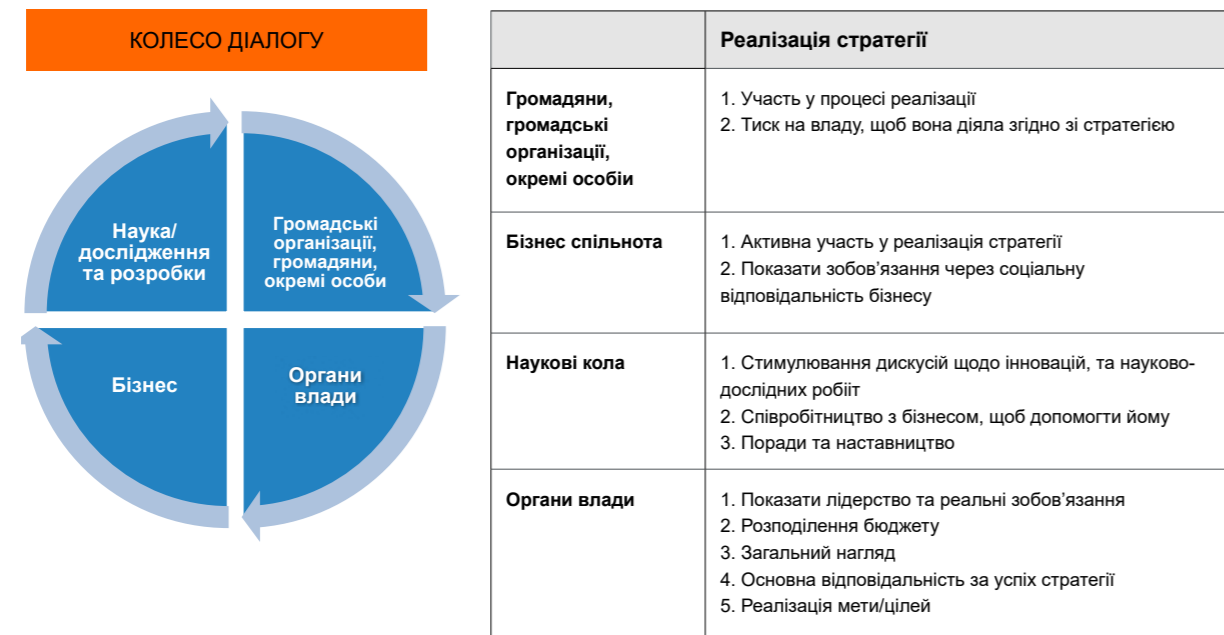 КОЛЕСО ДІАЛОГУ
Наука/
дослідження
та розробки
Громадські
організації,
громадяни,
окремі особи
Бізнес
Органи
влади
Реалізація стратегії
Громадяни,
громадські
організації,
окремі особіи
1. Участь у процесі реалізації
2. Тиск на владу, щоб вона діяла згідно зі стратегією
Бізнес спільнота
1. Активна участь у реалізація стратегії
2. Показати зобов’язання через соціальну
відповідальність бізнесу
Наукові кола
1. Стимулювання дискусій щодо інновацій, та науково-
дослідних робііт
2. Співробітництво з бізнесом, щоб допомогти йому
3. Поради та наставництво
Органи влади
1. Показати лідерство та реальні зобов’язання
2. Розподілення бюджету
3. Загальний нагляд
4. Основна відповідальність за успіх стратегії
5. Реалізація мети/цілей